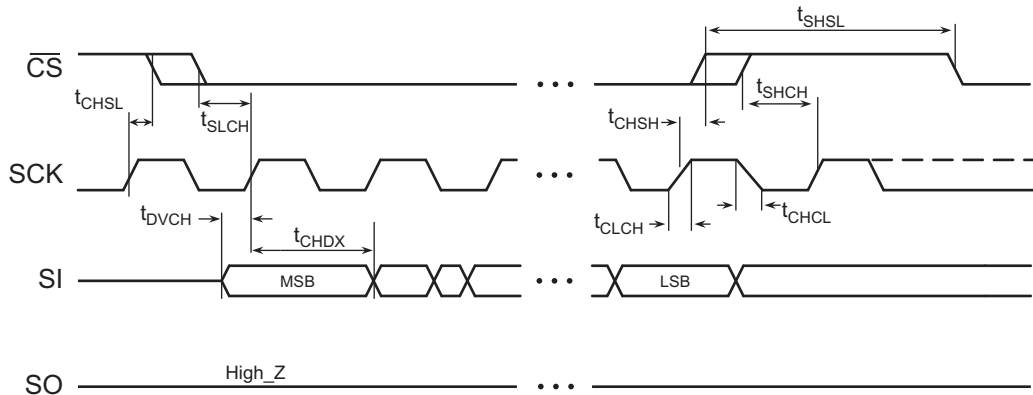 tSHSL
CS
tCHSL
tSLCH
tSHCH
tCHSH
SCK
tDVCH
tCHDX
tCLCH
tCHCL
SI
MSB
LSB
High_Z
SO